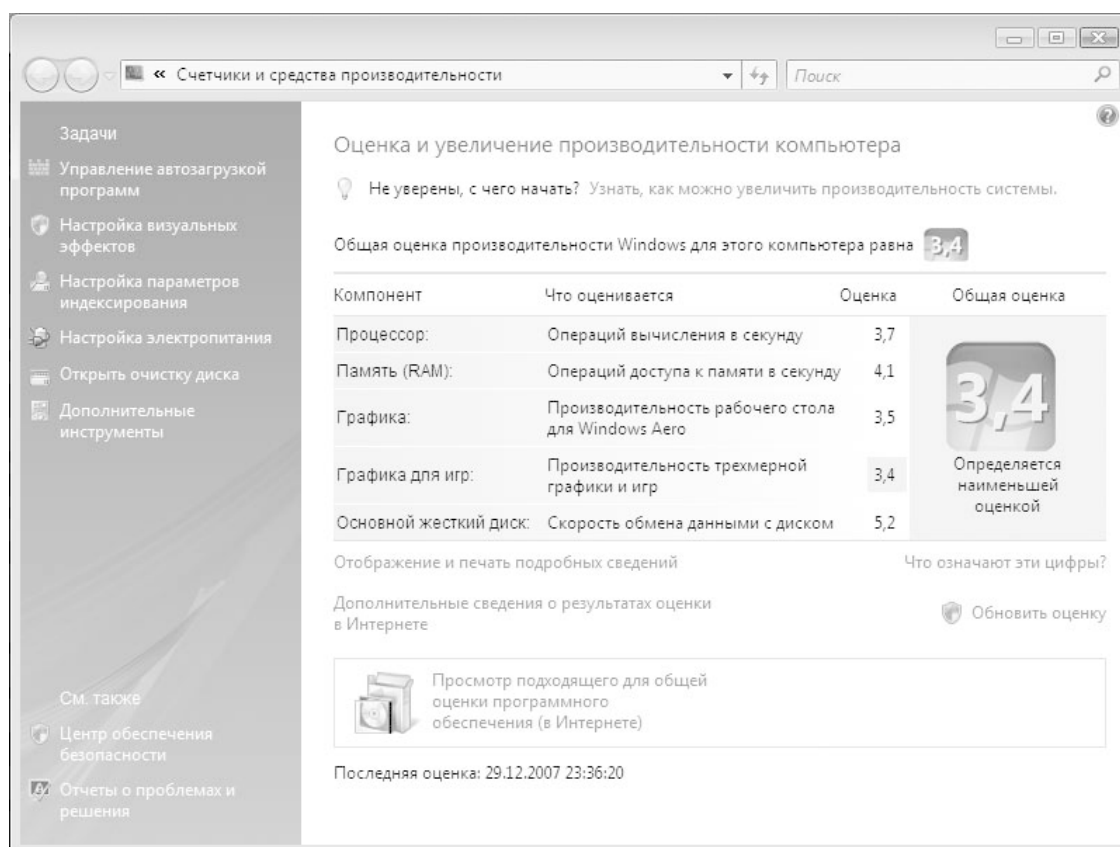 « Счетчики и средства производительности
Поиск
Задачи
Управление автозагрузкой
программ
Настройка визуальных
эффектов
Настройка параметров
индексирования
Настройка электропитания
Открыть очистку диска
Дополнительные
инструменты
См. также
Центр обеспечения
безопасности
Отчеты о проблемах и
решения
Оценка и увеличение производительности компьютера
Не уверены, с чего начать? Узнать, как можно увеличить производительность системы.
Общая оценка производительности Windows для этого компьютера равна 3,4
Компонент Что оценивается Оценка Общая оценка
Процессор: Операций вычисления в секунду 3,7
Память (RAM): Операций доступа к памяти в секунду 4,1
Графика: Производительность рабочего стола
для Windows Aero 3,5
Графика для игр: Производительность трехмерной
графики и игр 3,4
Основной жесткий диск: Скорость обмена данными с диском 5,2
3,4
Определяется
наименьшей
оценкой
Отображение и печать подробных сведений
Что означают эти цифры?
Дополнительные сведения о результатах оценки
в Интернете
Обновить оценку
Просмотр подходящего для общей
оценки программного
обеспечения (в Интернете)
Последняя оценка: 29.12.2007 23:36:20